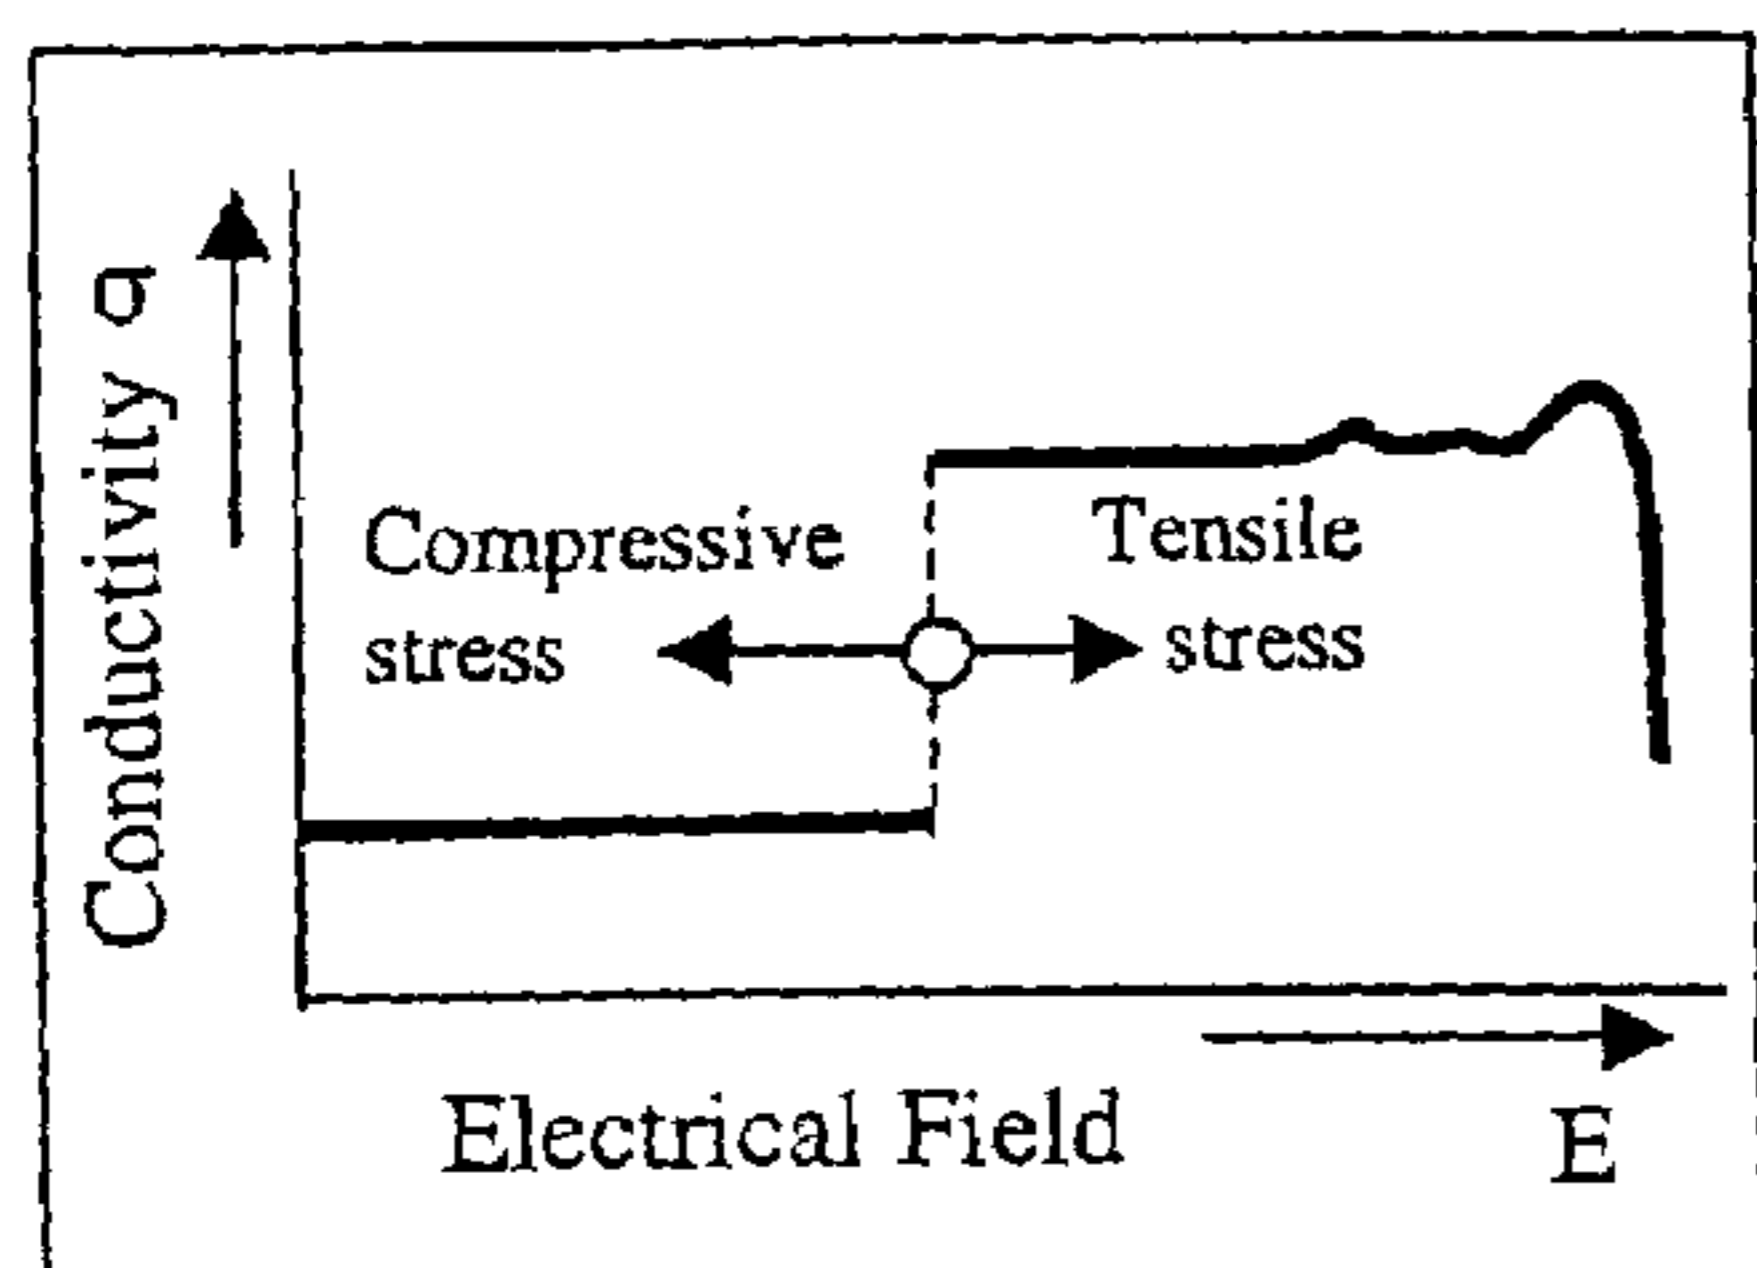 Conductivity σ
Compressive
stress
Tensile
stress
Electrical Field
E